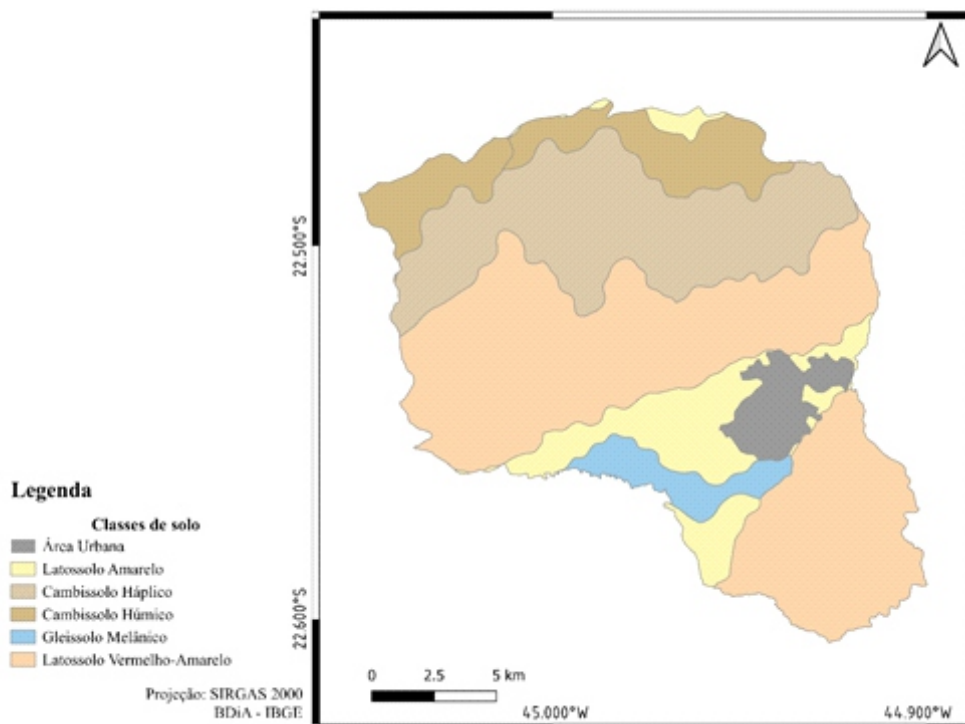 22.500°S
22.600°S
Legenda
Classes de solo
Área Urbana
Latossolo Amarelo
Cambissolo Háplico
Cambissolo Húmico
Gleissolo Melânico
Latossolo Vermelho-Amarelo
Projeção: SIRGAS 2000
BDiA - IBGE
0 2.5 5 km
45.000°W 44.900°W